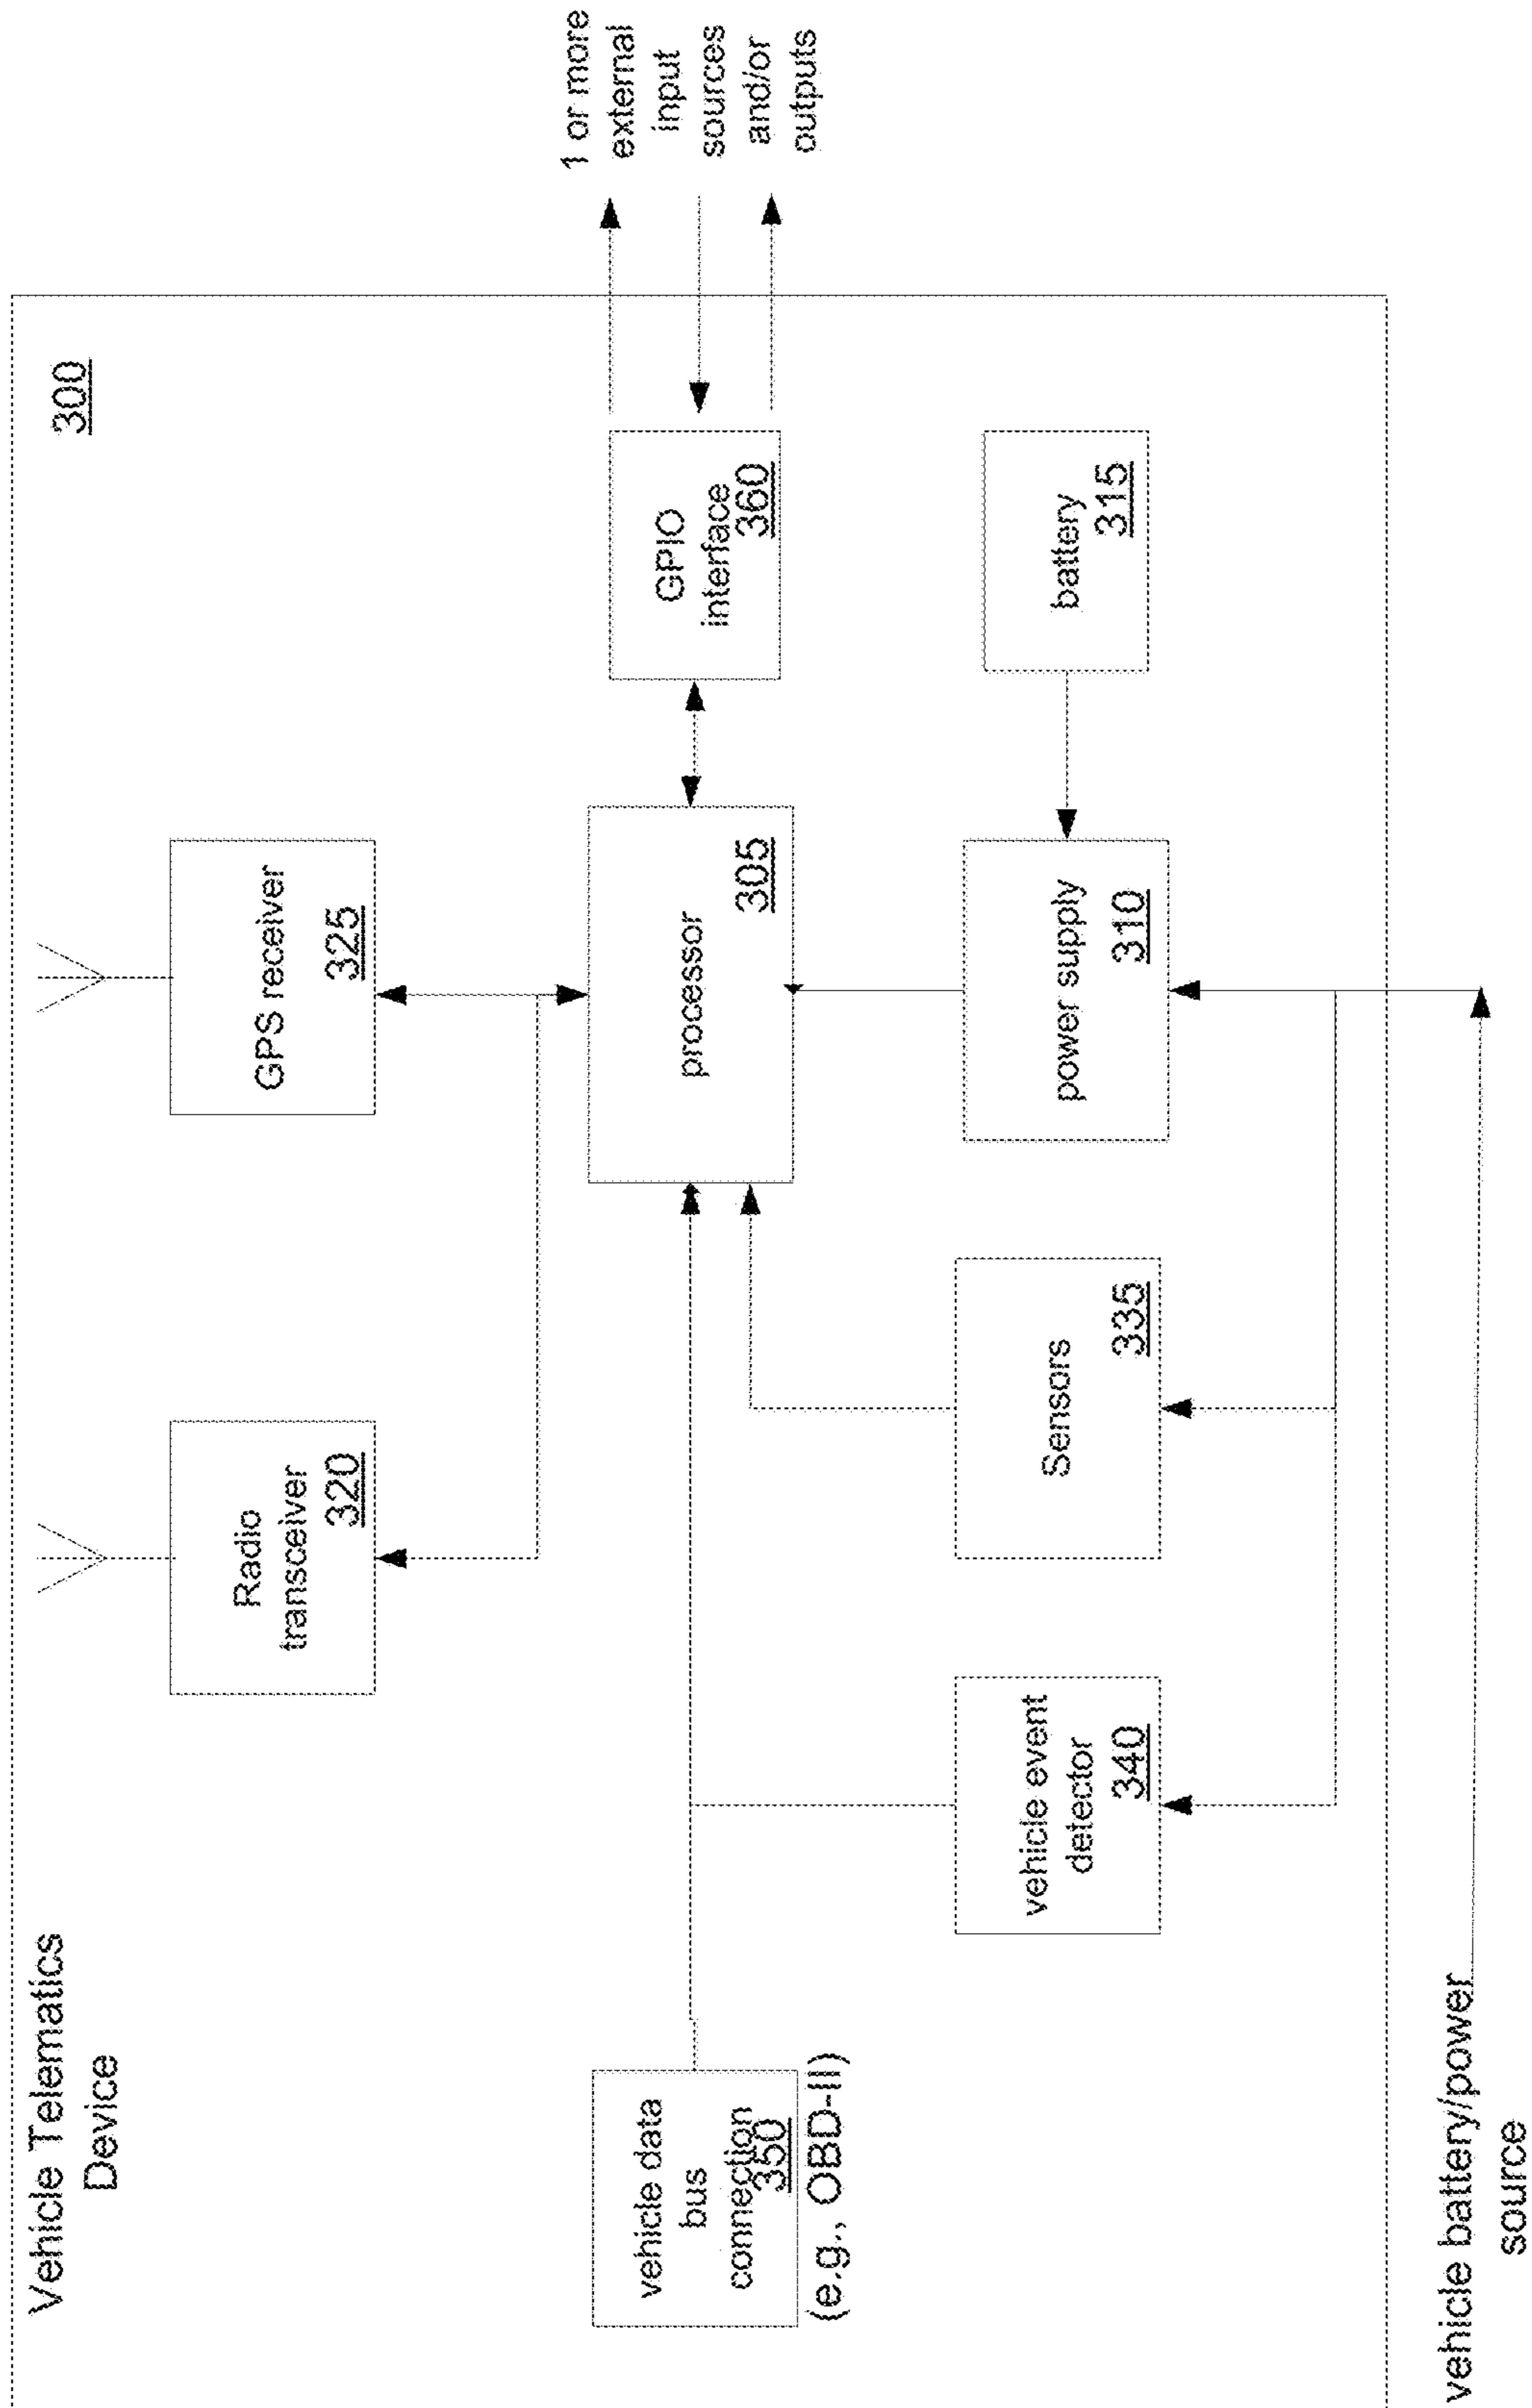 Vehicle Telematics
Device
300
Radio
transceiver
320
GPS receiver
325
vehicle data
bus
connection
350
(e.g., OBD-II)
processor
305
GPIO
interface
360
1 or more
external
input
sources
and/or
outputs
vehicle event
detector
340
Sensors
335
power supply
310
battery
315
vehicle battery/power
source